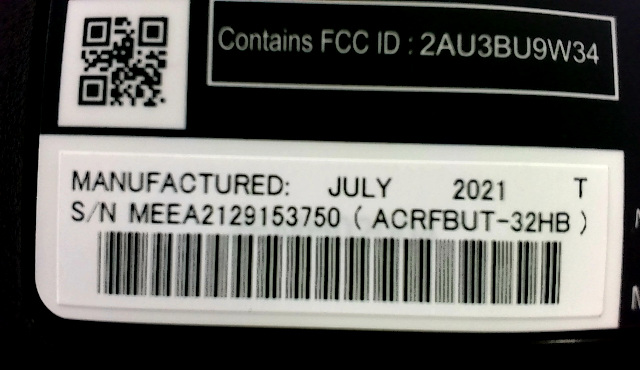 Contains FCC ID : 2AU3BU9W34
MANUFACTURED: JULY 2021 T
S/N MEEA2129153750 ( ACRFBUT-32HB )